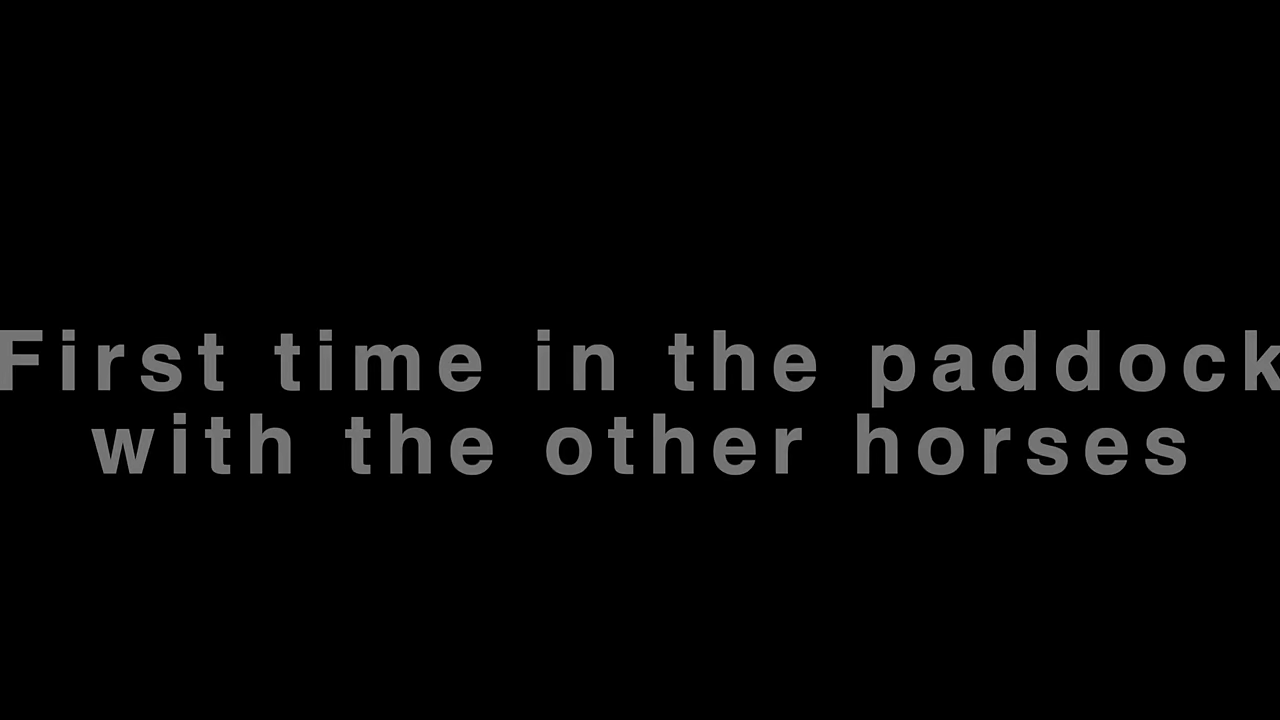 First time in the paddock
with the other horses